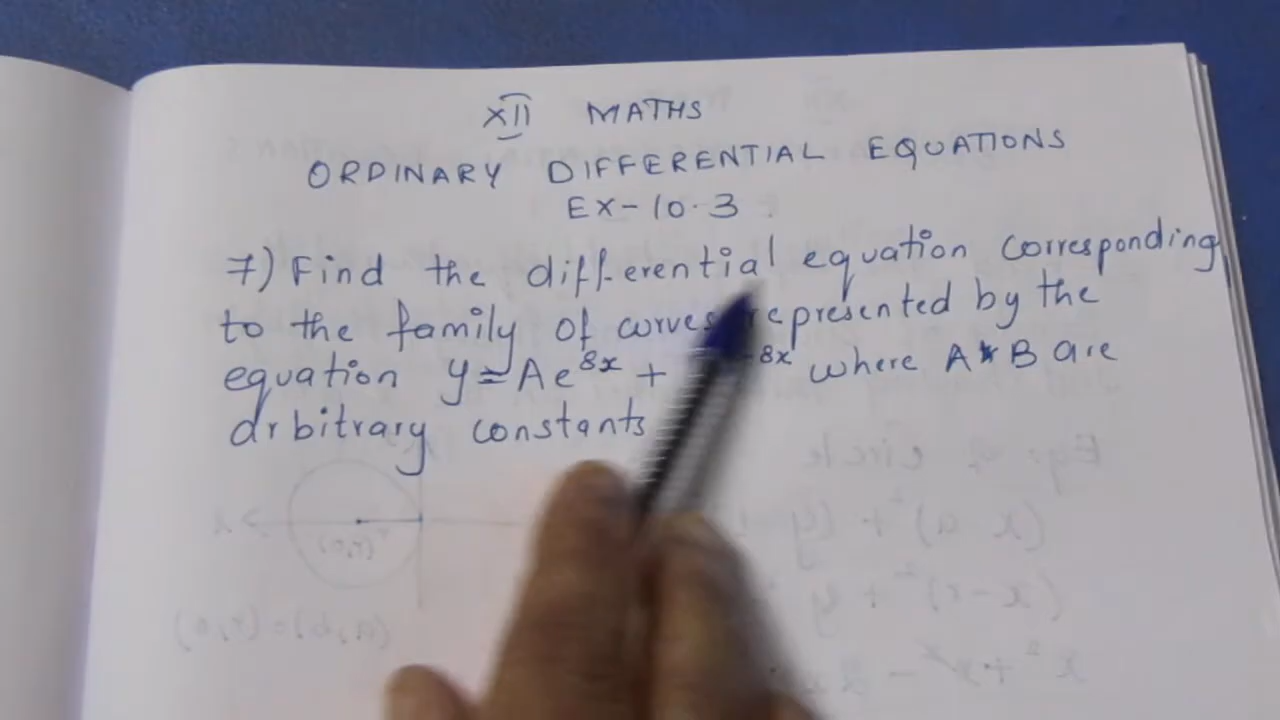 XII MATHS
ORDINARY DIFFERENTIAL EQUATIONS
EX-10.3
7) Find the differential equation corresponding
to the family of curves represented by the
equation y = Ae^8x + -8x where A & B are
arbitrary constants